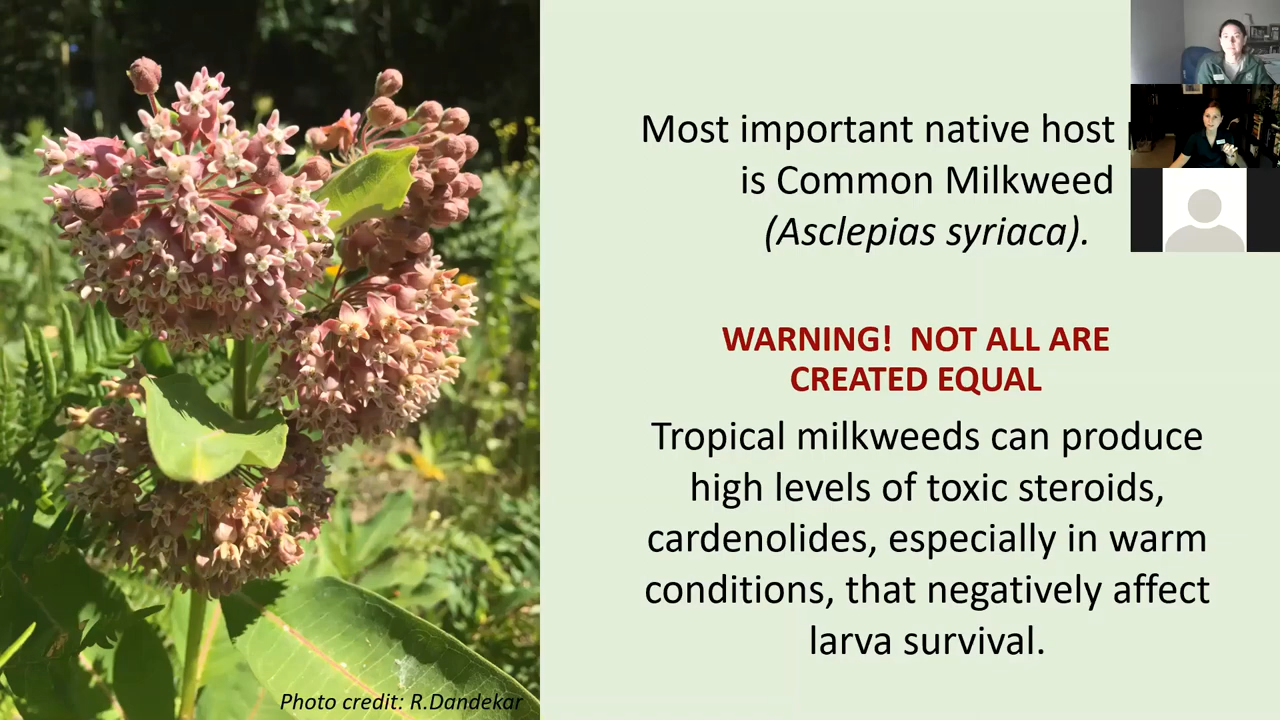 Most important native host
is Common Milkweed
(Asclepias syriaca).
WARNING!  NOT ALL ARE
CREATED EQUAL
Tropical milkweeds can produce
high levels of toxic steroids,
cardenolides, especially in warm
conditions, that negatively affect
larva survival.
Photo credit: R.Dandekar